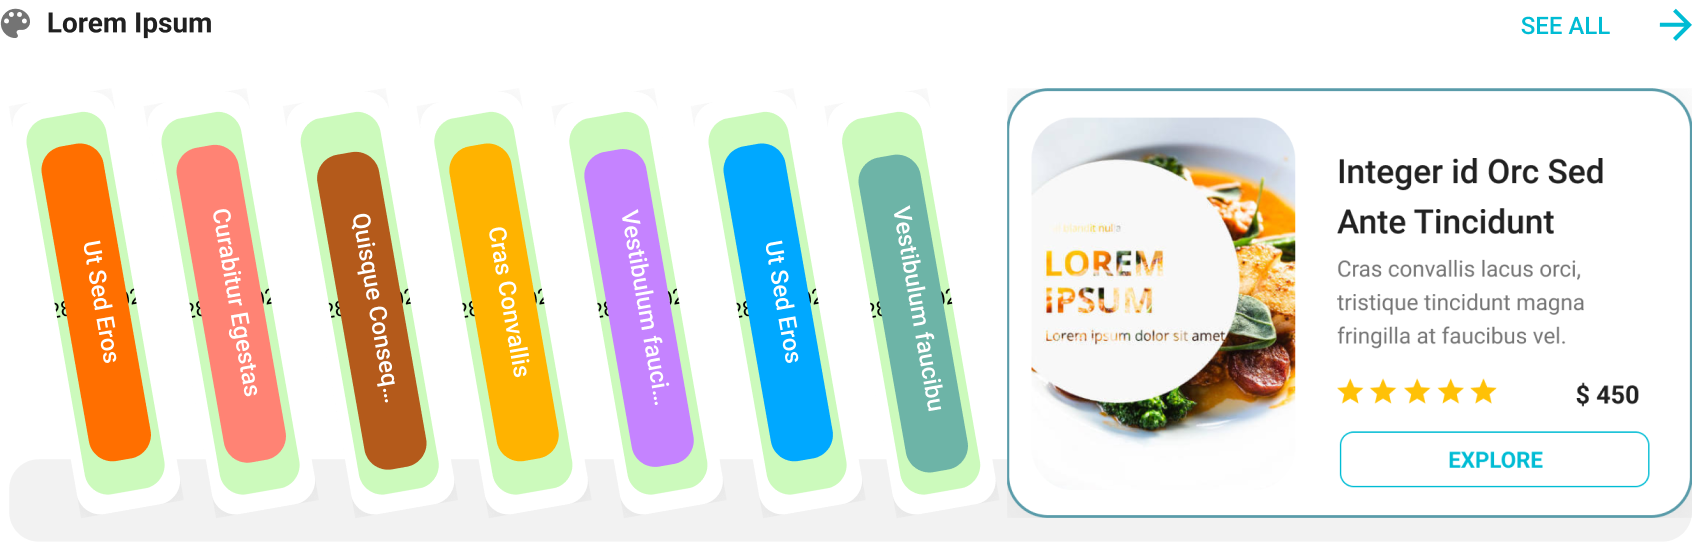 Lorem Ipsum
SEE ALL
Ut Sed Eros
Curabitur Egestas
Quisque Conseq...
Cras Convallis
Vestibulum fauci...
Ut Sed Eros
Vestibulum faucibu
LOREM
IPSUM
Lorem ipsum dolor sit amet
Integer id Orc Sed
Ante Tincidunt
Cras convallis lacus orci,
tristique tincidunt magna
fringilla at faucibus vel.
$ 450
EXPLORE